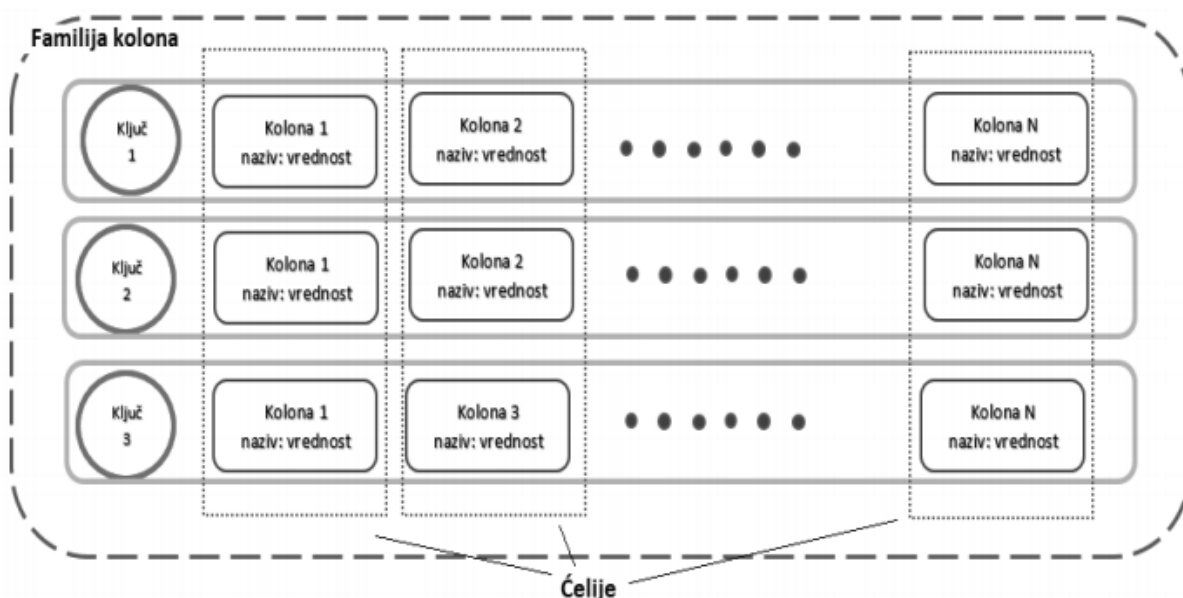 Familija kolona
Ključ
1
Kolona 1
naziv: vrednost
Kolona 2
naziv: vrednost
Kolona N
naziv: vrednost
Ključ
2
Kolona 1
naziv: vrednost
Kolona 2
naziv: vrednost
Kolona N
naziv: vrednost
Ključ
3
Kolona 1
naziv: vrednost
Kolona 3
naziv: vrednost
Kolona N
naziv: vrednost
Ćelije